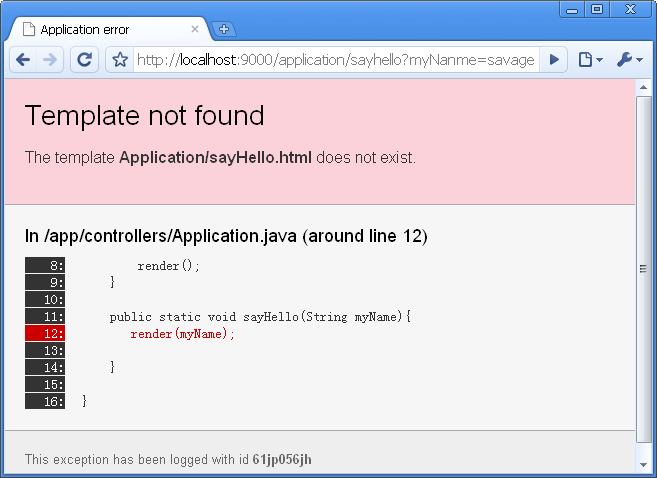 Application error
http://localhost:9000/application/sayhello?myNanme=savage
Template not found
The template Application/sayHello.html does not exist.
In /app/controllers/Application.java (around line 12)
8: render();
9: }
10:
11: public static void sayHello(String myName){
12: render(myName);
13:
14: }
15:
16: }
This exception has been logged with id 61jp056jh